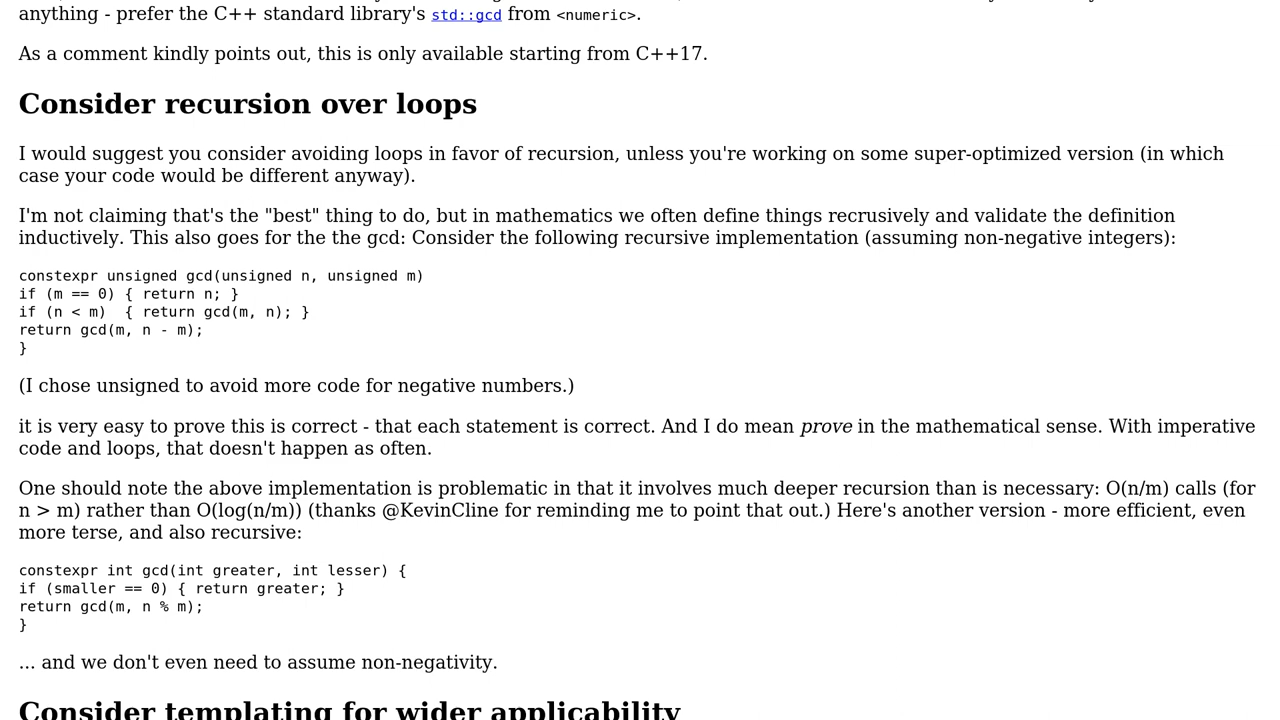 anything - prefer the C++ standard library's std::gcd from <numeric>.
As a comment kindly points out, this is only available starting from C++17.
Consider recursion over loops
I would suggest you consider avoiding loops in favor of recursion, unless you're working on some super-optimized version (in which
case your code would be different anyway).
I'm not claiming that's the "best" thing to do, but in mathematics we often define things recrusively and validate the definition
inductively. This also goes for the the gcd: Consider the following recursive implementation (assuming non-negative integers):
constexpr unsigned gcd(unsigned n, unsigned m)
if (m == 0) { return n; }
if (n < m)  { return gcd(m, n); }
return gcd(m, n - m);
}
(I chose unsigned to avoid more code for negative numbers.)
it is very easy to prove this is correct - that each statement is correct. And I do mean prove in the mathematical sense. With imperative
code and loops, that doesn't happen as often.
One should note the above implementation is problematic in that it involves much deeper recursion than is necessary: O(n/m) calls (for
n > m) rather than O(log(n/m)) (thanks @KevinCline for reminding me to point that out.) Here's another version - more efficient, even
more terse, and also recursive:
constexpr int gcd(int greater, int lesser) {
if (smaller == 0) { return greater; }
return gcd(m, n % m);
}
... and we don't even need to assume non-negativity.
Consider templating for wider applicability